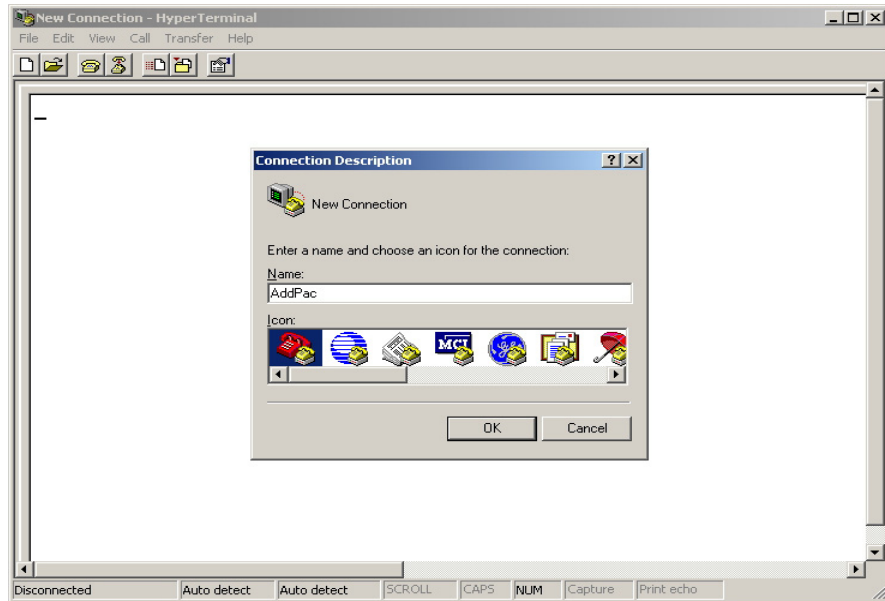 New Connection - HyperTerminal
File Edit View Call Transfer Help
Connection Description
New Connection
Enter a name and choose an icon for the connection:
Name:
AddPac
Icon:
MCI
OK Cancel
Disconnected Auto detect Auto detect SCROLL CAPS NUM Capture Print echo